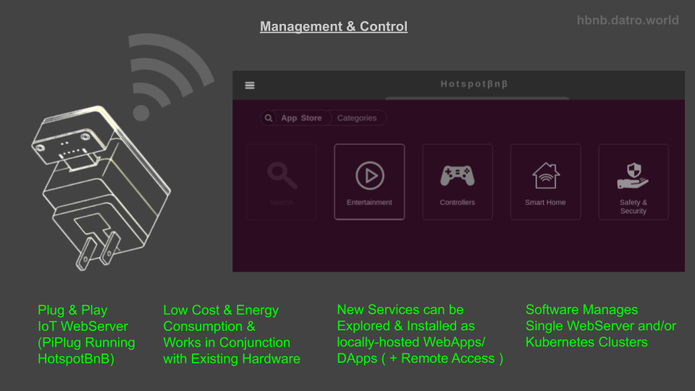 Management & Control
hbnb.datro.world
Hotspotβnβ
App Store
Categories
Entertainment
Controllers
Smart Home
Safety &
Security
Plug & Play
IoT WebServer
(PiPlug Running
HotspotBnB)
Low Cost & Energy
Consumption &
Works in Conjunction
with Existing Hardware
New Services can be
Explored & Installed as
locally-hosted WebApps/
DApps ( + Remote Access )
Software Manages
Single WebServer and/or
Kubernetes Clusters